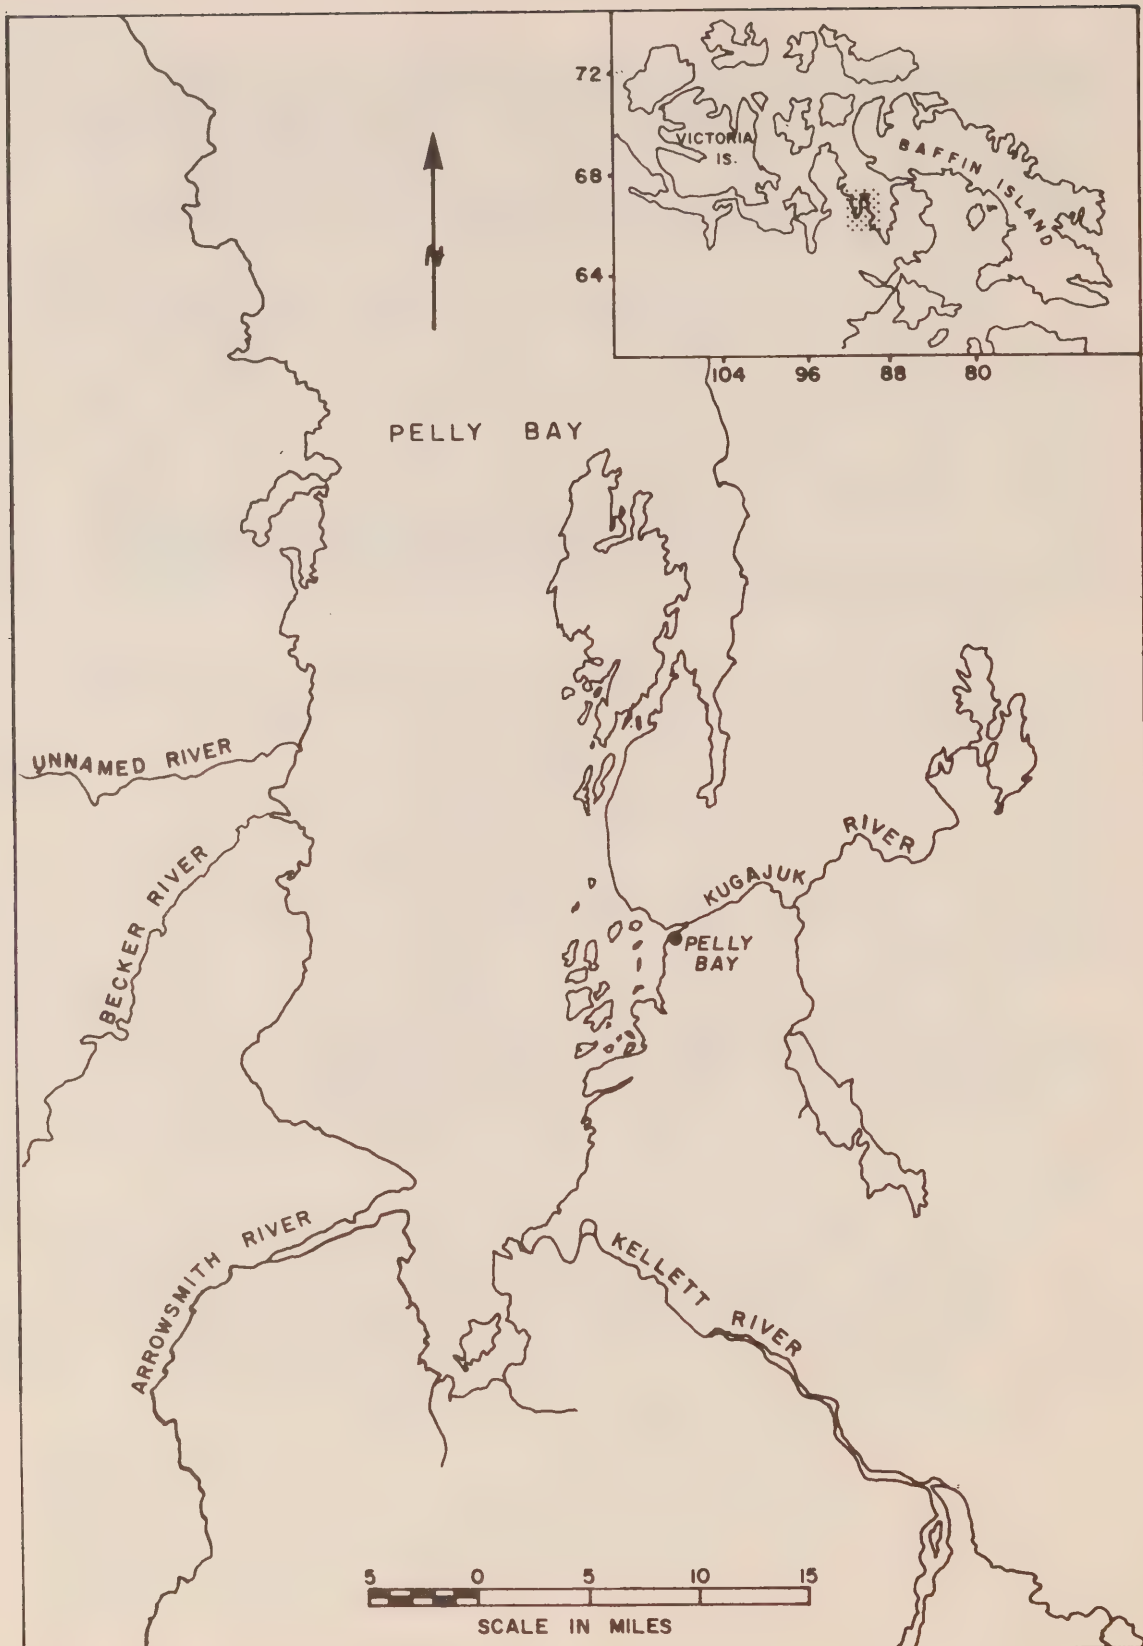 72
68
64
VICTORIA
IS.
BAFFIN ISLAND
104 96 88 80
N
PELLY BAY
UNNAMED RIVER
BECKER RIVER
KUGAJUK RIVER
PELLY
BAY
ARROWSMITH RIVER
KELLETT RIVER
5 0 5 10 15
SCALE IN MILES